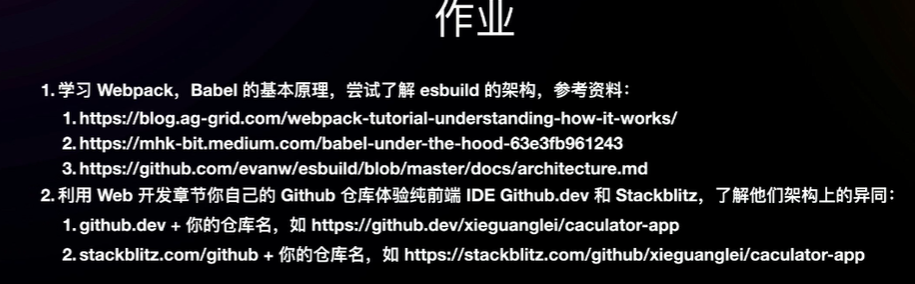 作业
1. 学习 Webpack，Babel 的基本原理，尝试了解 esbuild 的架构，参考资料：
1. https://blog.ag-grid.com/webpack-tutorial-understanding-how-it-works/
2. https://mhk-bit.medium.com/babel-under-the-hood-63e3fb961243
3. https://github.com/evanw/esbuild/blob/master/docs/architecture.md
2. 利用 Web 开发章节你自己的 Github 仓库体验纯前端 IDE Github.dev 和 Stackblitz，了解他们架构上的异同：
1. github.dev + 你的仓库名，如 https://github.dev/xieguanglei/caculator-app
2. stackblitz.com/github + 你的仓库名，如 https://stackblitz.com/github/xieguanglei/caculator-app